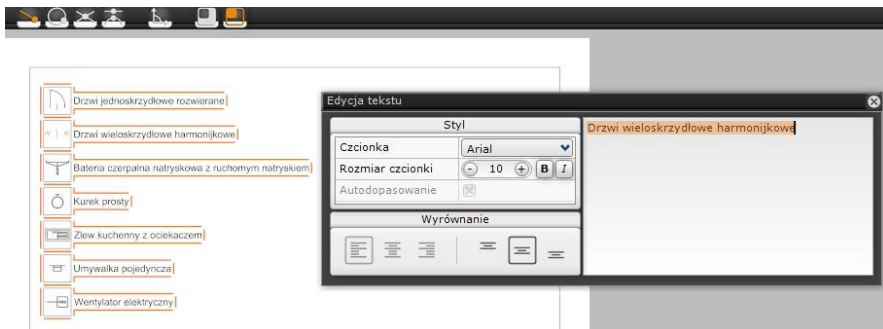 Drzwi jednoskrzydłowe rozwierane
Drzwi wieloskrzydłowe harmonijkowe
Bateria czerpalna natryskowa z ruchomym natryskiem
Kurek prosty
Zlew.kuchenny z ociekaczem
Umywalka pojedyncza
Wentylator elektryczny
Edycja tekstu
Styl
Czcionka Arial
Rozmiar czcionki - 10 + B I
Autodopasowanie
Wyrównanie
Drzwi wieloskrzydłowe harmonijkowe